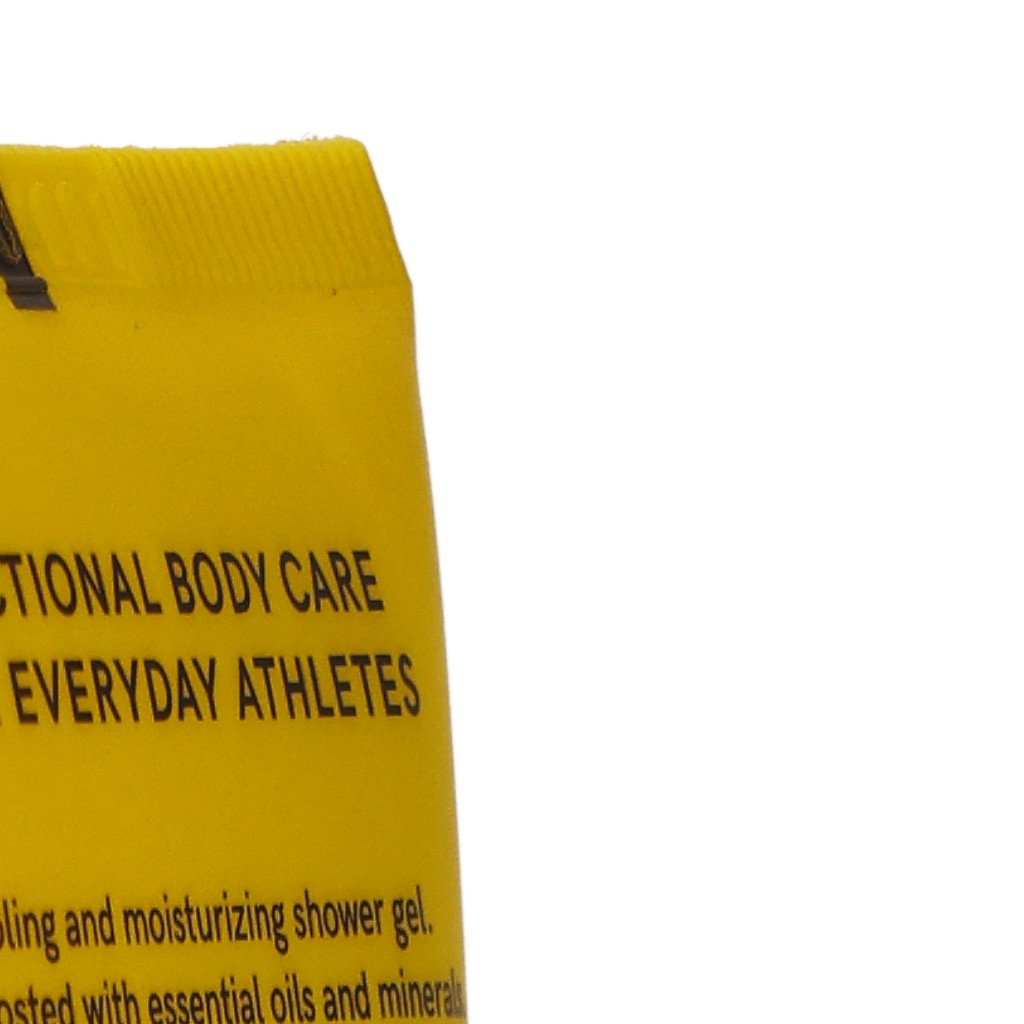 CTIONAL BODY CARE
EVERYDAY ATHLETES
oling and moisturizing shower gel.
osted with essential oils and minerals